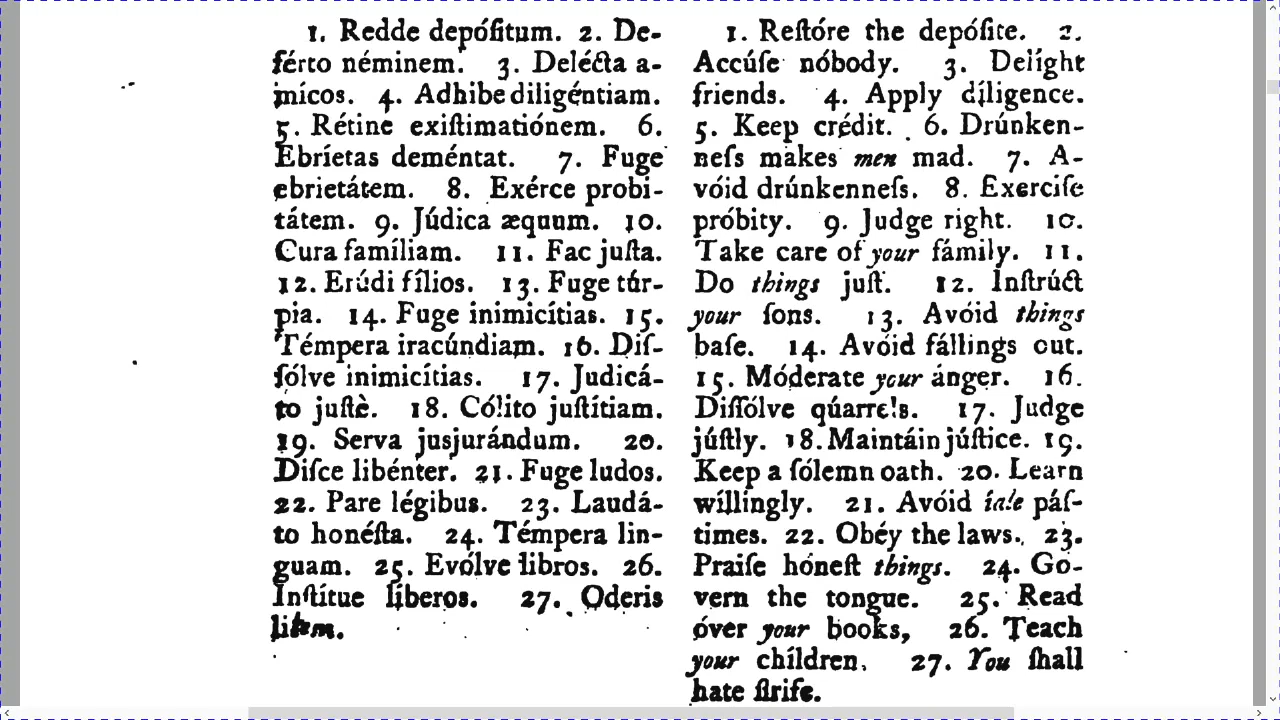 1. Redde depósitum. 2. De-
férto néminem. 3. Delécta a-
micos. 4. Adhibe diligéntiam.
5. Rétine exiſtimatiónem. 6.
Ebríetas deméntat. 7. Fuge
ebrietátem. 8. Exérce probi-
tátem. 9. Júdica æquum. 10.
Cura famíliam. 11. Fac juſta.
12. Erúdi fílios. 13. Fuge túr-
pia. 14. Fuge inimicítias. 15.
Témpera iracúndiam. 16. Diſ-
ſólve inimicítias. 17. Judicá-
to juſtè. 18. Cólito juſtítiam.
19. Serva jusjurándum. 20.
Diſce libénter. 21. Fuge ludos.
22. Pare légibus. 23. Laudá-
to honéſta. 24. Témpera lin-
guam. 25. Evólve libros. 26.
Inſtítue líberos. 27. Oderis
litem.
1. Reſtóre the depóſite. 2.
Accúſe nóbody. 3. Delíght
friends. 4. Apply díligence.
5. Keep crédit. 6. Drúnken-
neſs makes men mad. 7. A-
vóid drúnkenneſs. 8. Exerciſe
próbity. 9. Judge right. 10.
Take care of your fámily. 11.
Do things juſt. 12. Inſtrúct
your ſons. 13. Avóid things
baſe. 14. Avóid fállings out.
15. Móderate your ánger. 16.
Diſſólve qúarrels. 17. Judge
júſtly. 18. Maintáin júſtice. 19.
Keep a ſólemn oath. 20. Learn
wíllingly. 21. Avóid idle páſ-
times. 22. Obéy the laws. 23.
Praiſe hóneſt things. 24. Go-
vern the tongue. 25. Read
óver your books, 26. Teach
your chíldren. 27. You ſhall
hate ſtrife.